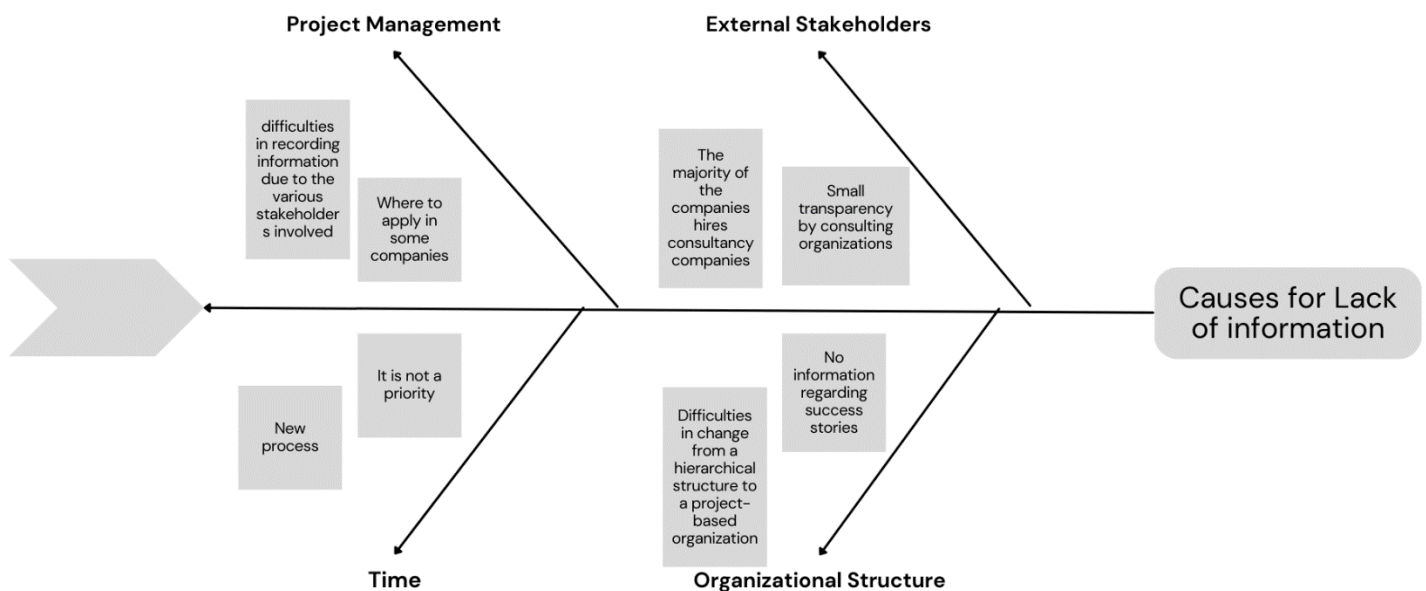 Project Management
External Stakeholders
difficulties
in recording
information
due to the
various
stakeholder
s involved
Where to
apply in
some
companies
The
majority of
the
companies
hires
consultancy
companies
Small
transparency
by consulting
organizations
Causes for Lack
of information
New
process
It is not a
priority
Difficulties
in change
from a
hierarchical
structure to
a project-
based
organization
No
information
regarding
success
stories
Time
Organizational Structure